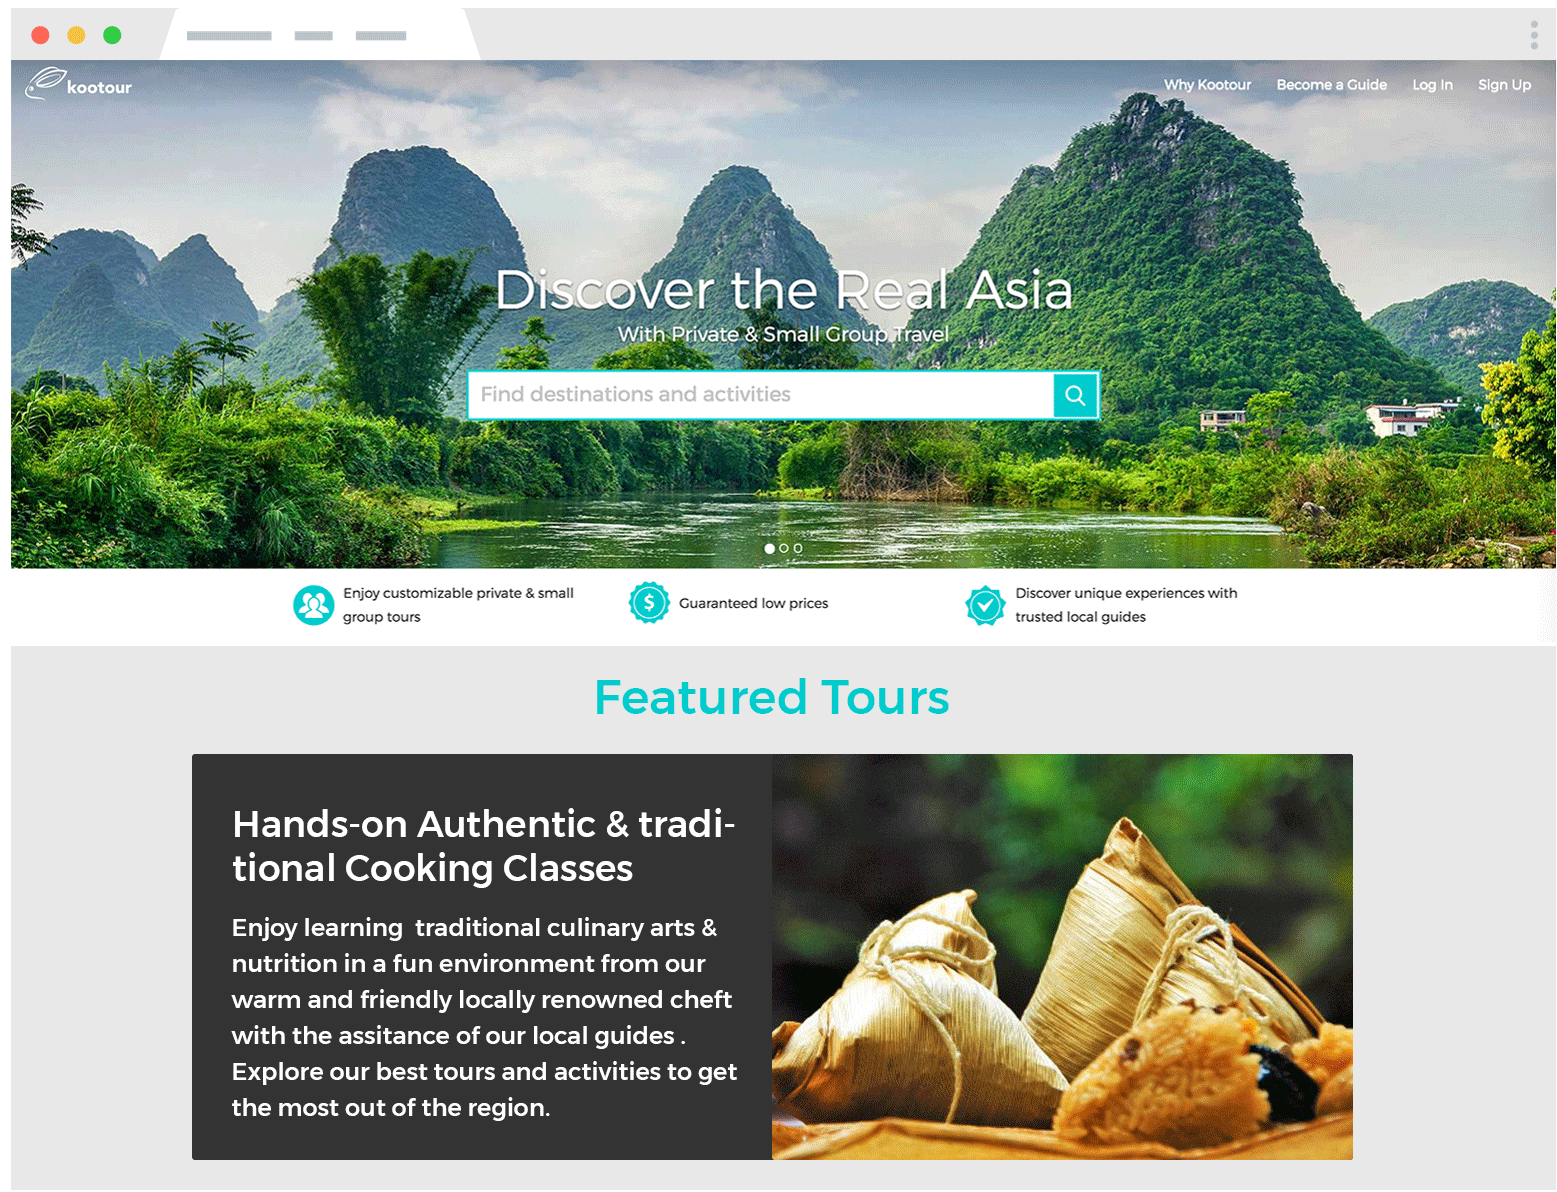 kootour
Why Kootour Become a Guide Log In Sign Up
Discover the Real Asia
With Private & Small Group Travel
Find destinations and activities
Enjoy customizable private & small
group tours
Guaranteed low prices
Discover unique experiences with
trusted local guides
Featured Tours
Hands-on Authentic & tradi-
tional Cooking Classes
Enjoy learning  traditional culinary arts &
nutrition in a fun environment from our
warm and friendly locally renowned cheft
with the assitance of our local guides .
Explore our best tours and activities to get
the most out of the region.